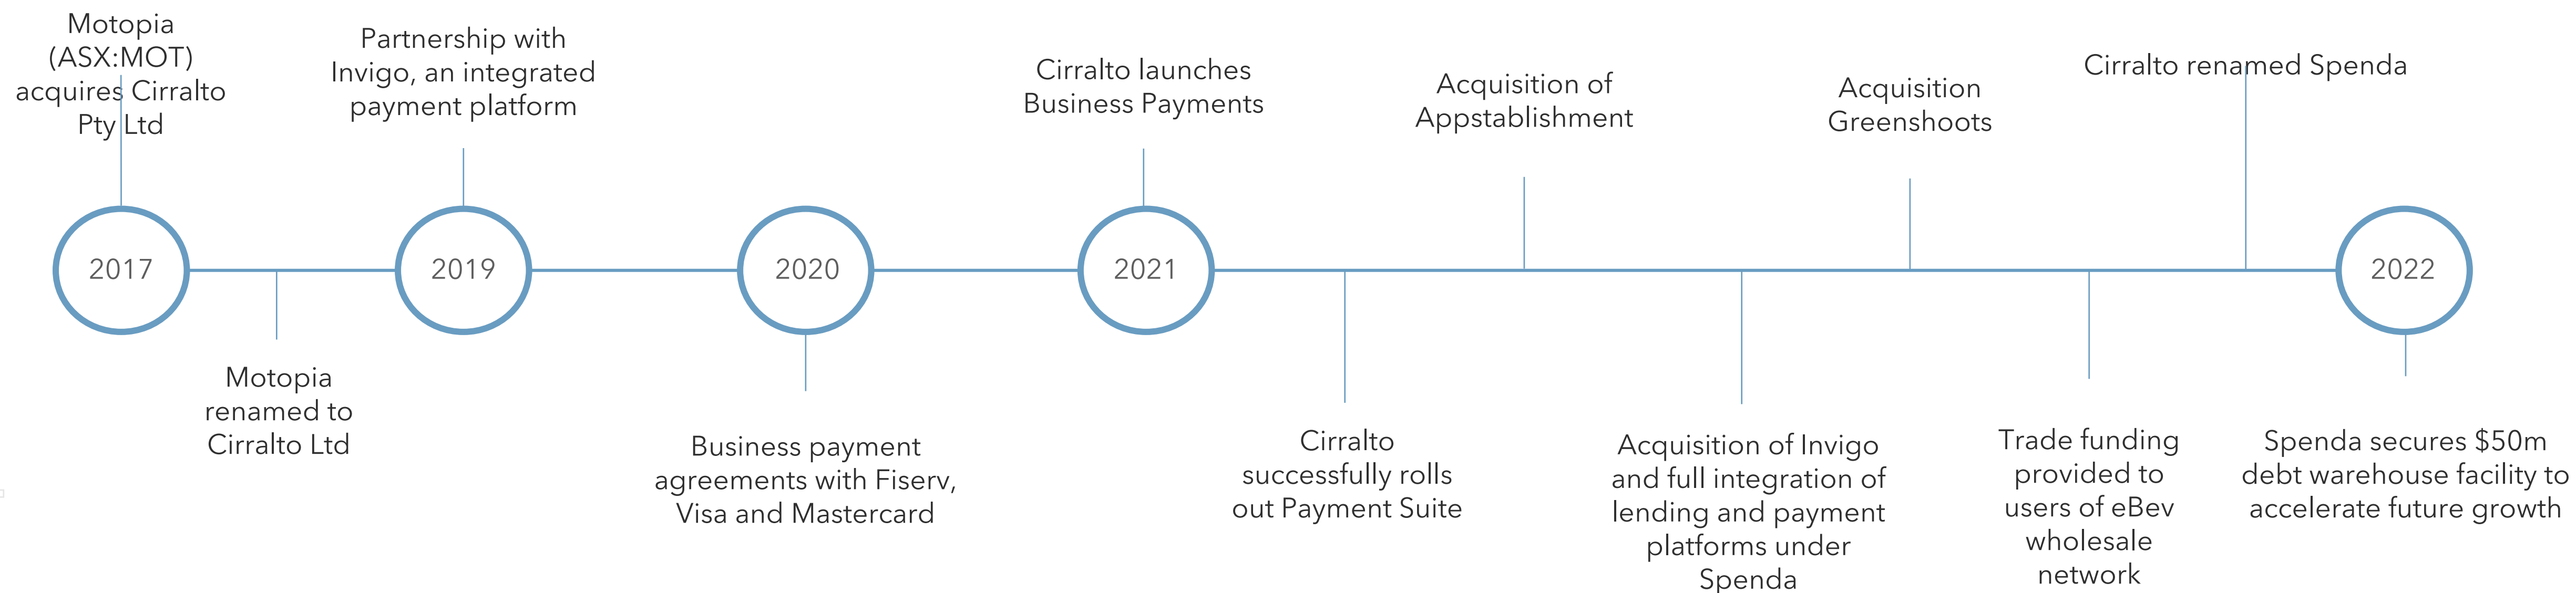 Motopia
(ASX:MOT)
acquires Cirralto
Pty Ltd
Partnership with
Invigo, an integrated
payment platform
Cirralto launches
Business Payments
Acquisition of
Appstablishment
Acquisition
Greenshoots
Cirralto renamed Spenda
2017
2019
2020
2021
2022
Motopia
renamed to
Cirralto Ltd
Business payment
agreements with Fiserv,
Visa and Mastercard
Cirralto
successfully rolls
out Payment Suite
Acquisition of Invigo
and full integration of
lending and payment
platforms under
Spenda
Trade funding
provided to
users of eBev
wholesale
network
Spenda secures $50m
debt warehouse facility to
accelerate future growth